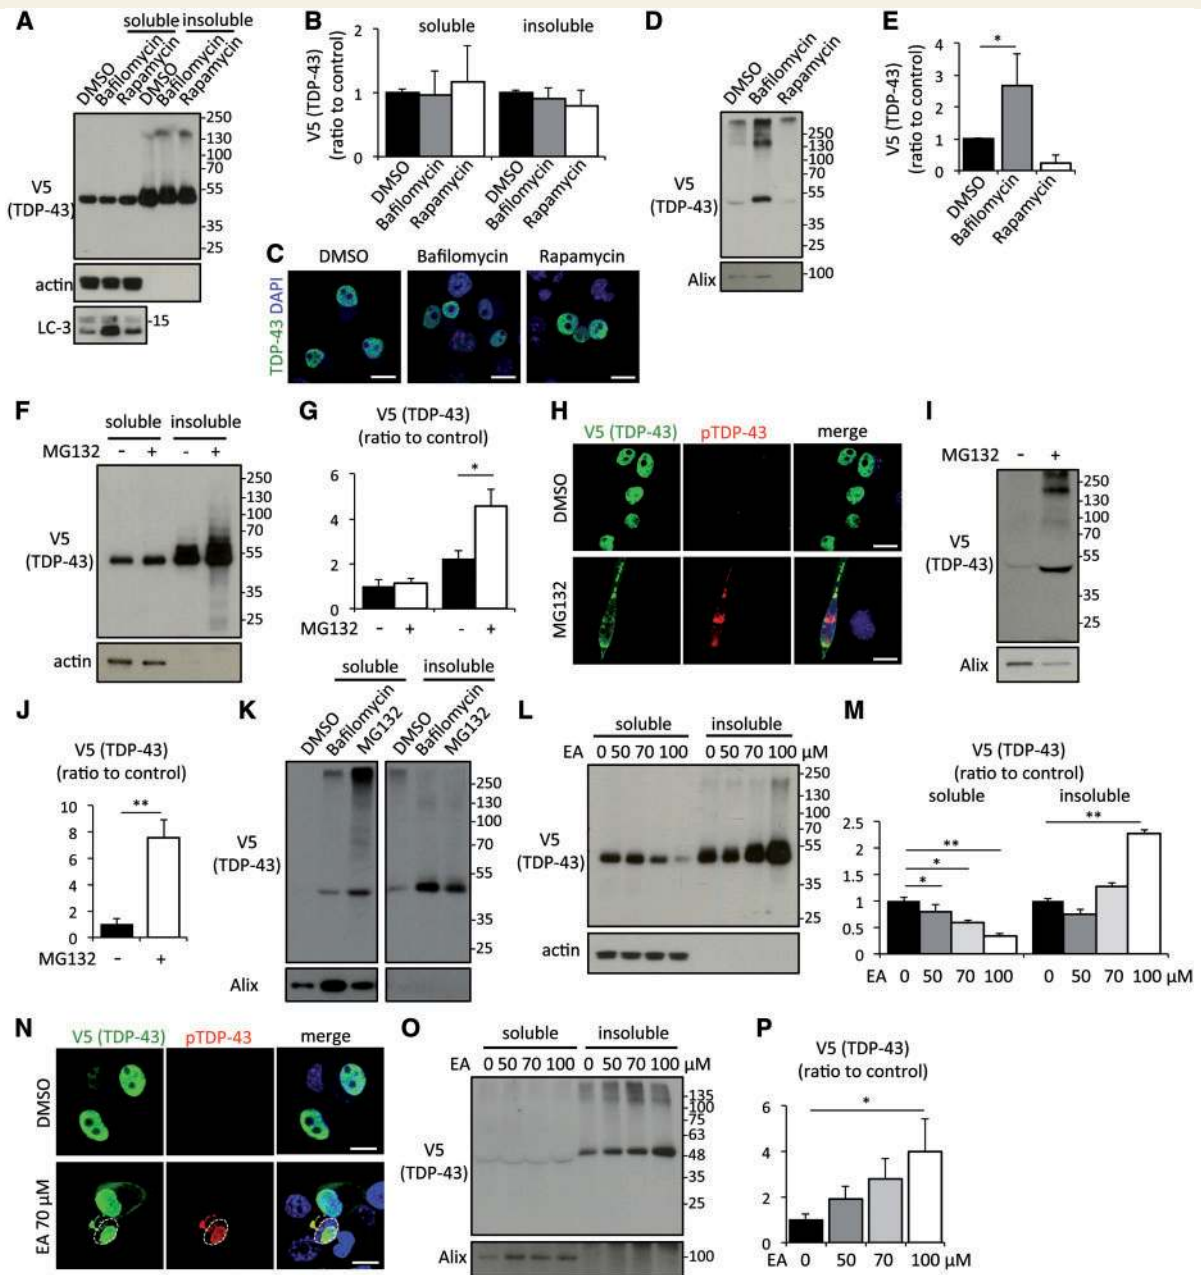 A
soluble insoluble
DMSO
Bafilomycin
Rapamycin
DMSO
Bafilomycin
Rapamycin
250
130
100
70
55
35
25
V5
(TDP-43)
actin
LC-3
-15
B
soluble insoluble
V5 (TDP-43)
(ratio to control)
2
1
0
DMSO
Bafilomycin
Rapamycin
DMSO
Bafilomycin
Rapamycin
C
DMSO Bafilomycin Rapamycin
TDP-43 DAPI
D
DMSO
Bafilomycin
Rapamycin
250
130
100
70
55
35
25
V5
(TDP-43)
Alix
100
E
V5 (TDP-43)
(ratio to control)
4
3
2
1
0
*
DMSO
Bafilomycin
Rapamycin
F
soluble insoluble
MG132 - + - +
250
130
100
70
55
35
25
V5
(TDP-43)
actin
G
V5 (TDP-43)
(ratio to control)
6
4
2
0
*
MG132 - + - +
H
V5 (TDP-43) pTDP-43 merge
DMSO
MG132
I
MG132 - +
250
130
100
70
55
35
25
V5
(TDP-43)
Alix
J
V5 (TDP-43)
(ratio to control)
10
8
6
4
2
0
**
MG132 - +
K
soluble insoluble
DMSO
Bafilomycin
MG132
DMSO
Bafilomycin
MG132
250
130
100
70
55
35
25
V5
(TDP-43)
Alix
L
soluble insoluble
EA 0 50 70 100 0 50 70 100 µM
250
130
100
70
55
35
25
V5
(TDP-43)
actin
M
V5 (TDP-43)
(ratio to control)
soluble insoluble
2.5
2
1.5
1
0.5
0
**
*
*
**
EA 0 50 70 100 0 50 70 100 µM
N
V5 (TDP-43) pTDP-43 merge
DMSO
EA 70 µM
O
soluble insoluble
EA 0 50 70 100 0 50 70 100 µM
135
100
75
63
48
35
25
V5
(TDP-43)
Alix
100
P
V5 (TDP-43)
(ratio to control)
6
4
2
0
*
EA 0 50 70 100 µM